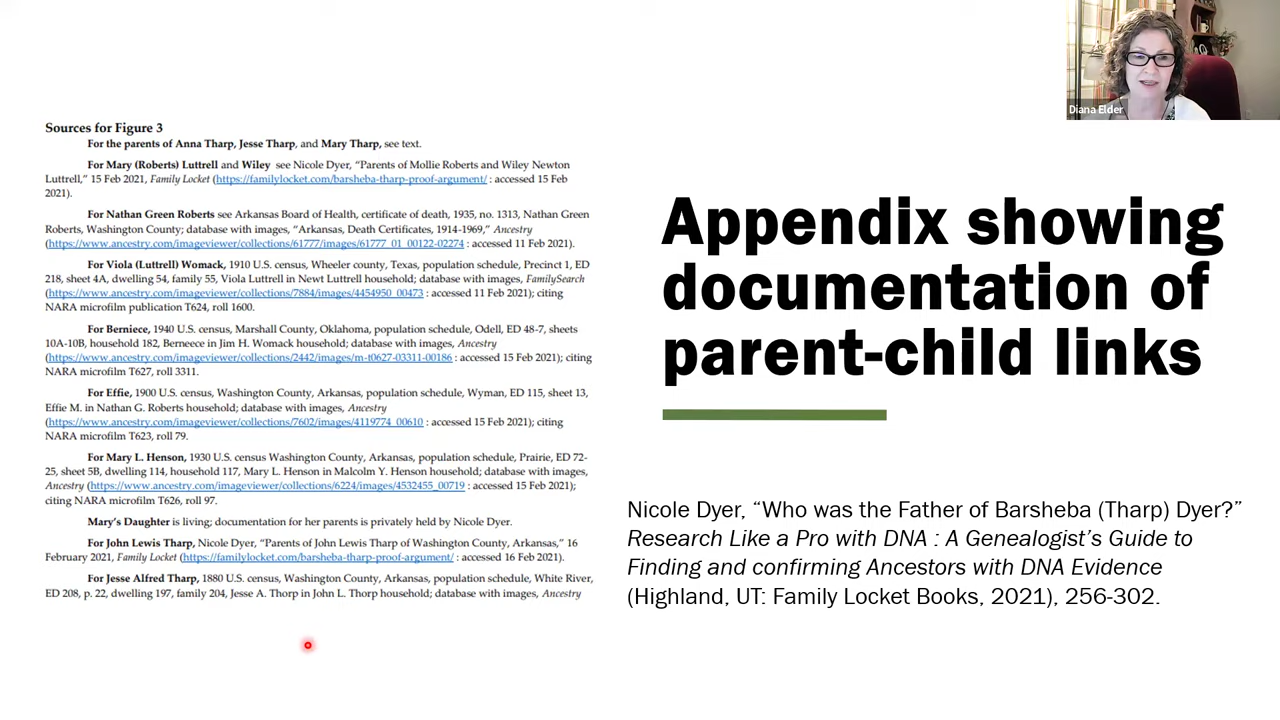 Diana Elder
Sources for Figure 3
For the parents of Anna Tharp, Jesse Tharp, and Mary Tharp, see text.
For Mary (Roberts) Luttrell and Wiley see Nicole Dyer, “Parents of Mollie Roberts and Wiley Newton
Luttrell,” 15 Feb 2021, Family Locket (https://familylocket.com/barsheba-tharp-proof-argument/ : accessed 15 Feb
2021).
For Nathan Green Roberts see Arkansas Board of Health, certificate of death, 1935, no. 1313, Nathan Green
Roberts, Washington County; database with images, “Arkansas, Death Certificates, 1914-1969,” Ancestry
(https://www.ancestry.com/imageviewer/collections/61777/images/61777_01_00122-02274 : accessed 11 Feb 2021).
For Viola (Luttrell) Womack, 1910 U.S. census, Wheeler county, Texas, population schedule, Precinct 1, ED
218, sheet 4A, dwelling 54, family 55, Viola Luttrell in Newt Luttrell household; database with images, FamilySearch
(https://www.ancestry.com/imageviewer/collections/7884/images/4454950_00473 : accessed 11 Feb 2021); citing
NARA microfilm publication T624, roll 1600.
For Berniece, 1940 U.S. census, Marshall County, Oklahoma, population schedule, Odell, ED 48-7, sheets
10A-10B, household 182, Berneece in Jim H. Womack household; database with images, Ancestry
(https://www.ancestry.com/imageviewer/collections/2442/images/m-t0627-03311-00186 : accessed 15 Feb 2021); citing
NARA microfilm T627, roll 3311.
For Effie, 1900 U.S. census, Washington County, Arkansas, population schedule, Wyman, ED 115, sheet 13,
Effie M. in Nathan G. Roberts household; database with images, Ancestry
(https://www.ancestry.com/imageviewer/collections/7602/images/4119774_00610 : accessed 15 Feb 2021); citing
NARA microfilm T623, roll 79.
For Mary L. Henson, 1930 U.S. census Washington County, Arkansas, population schedule, Prairie, ED 72-
25, sheet 5B, dwelling 114, household 117, Mary L. Henson in Malcolm Y. Henson household; database with images,
Ancestry (https://www.ancestry.com/imageviewer/collections/6224/images/4532455_00719 : accessed 15 Feb 2021);
citing NARA microfilm T626, roll 97.
Mary’s Daughter is living; documentation for her parents is privately held by Nicole Dyer.
For John Lewis Tharp, Nicole Dyer, “Parents of John Lewis Tharp of Washington County, Arkansas,” 16
February 2021, Family Locket (https://familylocket.com/barsheba-tharp-proof-argument/ : accessed 16 Feb 2021).
For Jesse Alfred Tharp, 1880 U.S. census, Washington County, Arkansas, population schedule, White River,
ED 208, p. 22, dwelling 197, family 204, Jesse A. Thorp in John L. Thorp household; database with images, Ancestry
Appendix showing
documentation of
parent-child links
Nicole Dyer, “Who was the Father of Barsheba (Tharp) Dyer?”
Research Like a Pro with DNA : A Genealogist’s Guide to
Finding and confirming Ancestors with DNA Evidence
(Highland, UT: Family Locket Books, 2021), 256-302.